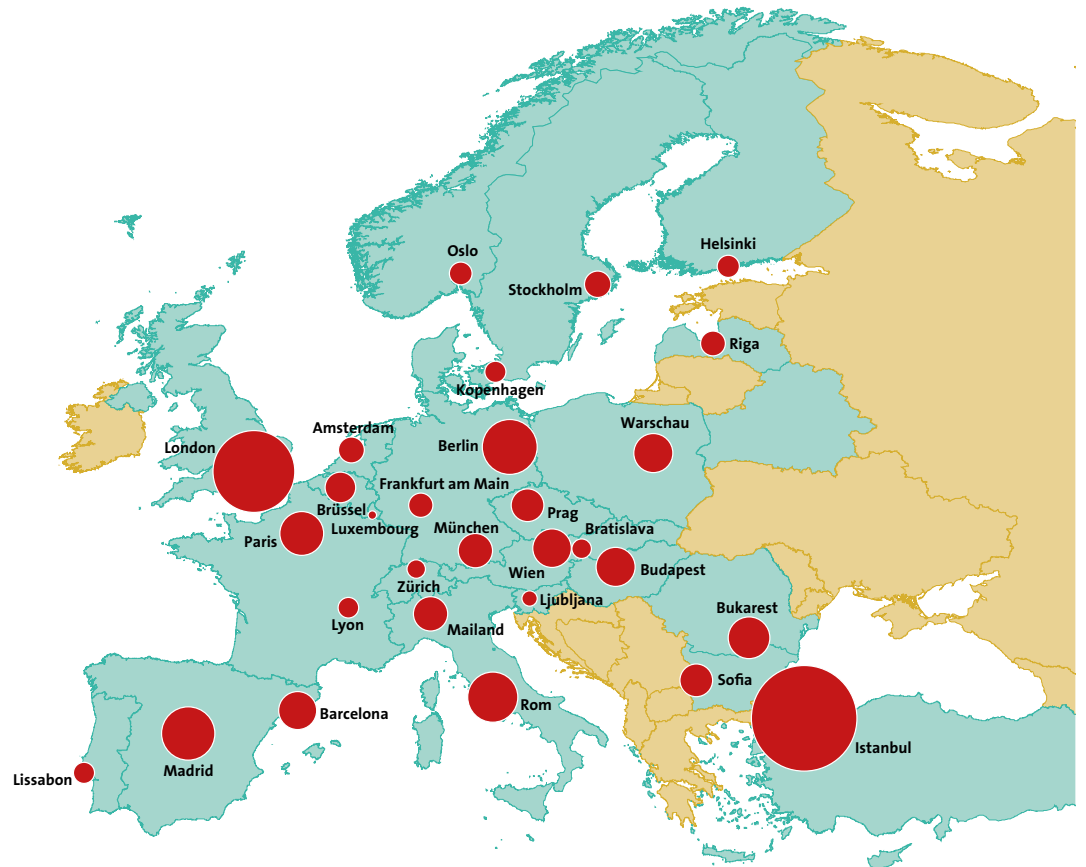 Oslo
Helsinki
Stockholm
Riga
Kopenhagen
Amsterdam
Warschau
London
Berlin
Frankfurt am Main
Brüssel
Prag
Luxembourg
München
Bratislava
Paris
Wien
Budapest
Zürich
Ljubljana
Bukarest
Lyon
Mailand
Sofia
Rom
Barcelona
Istanbul
Madrid
Lissabon